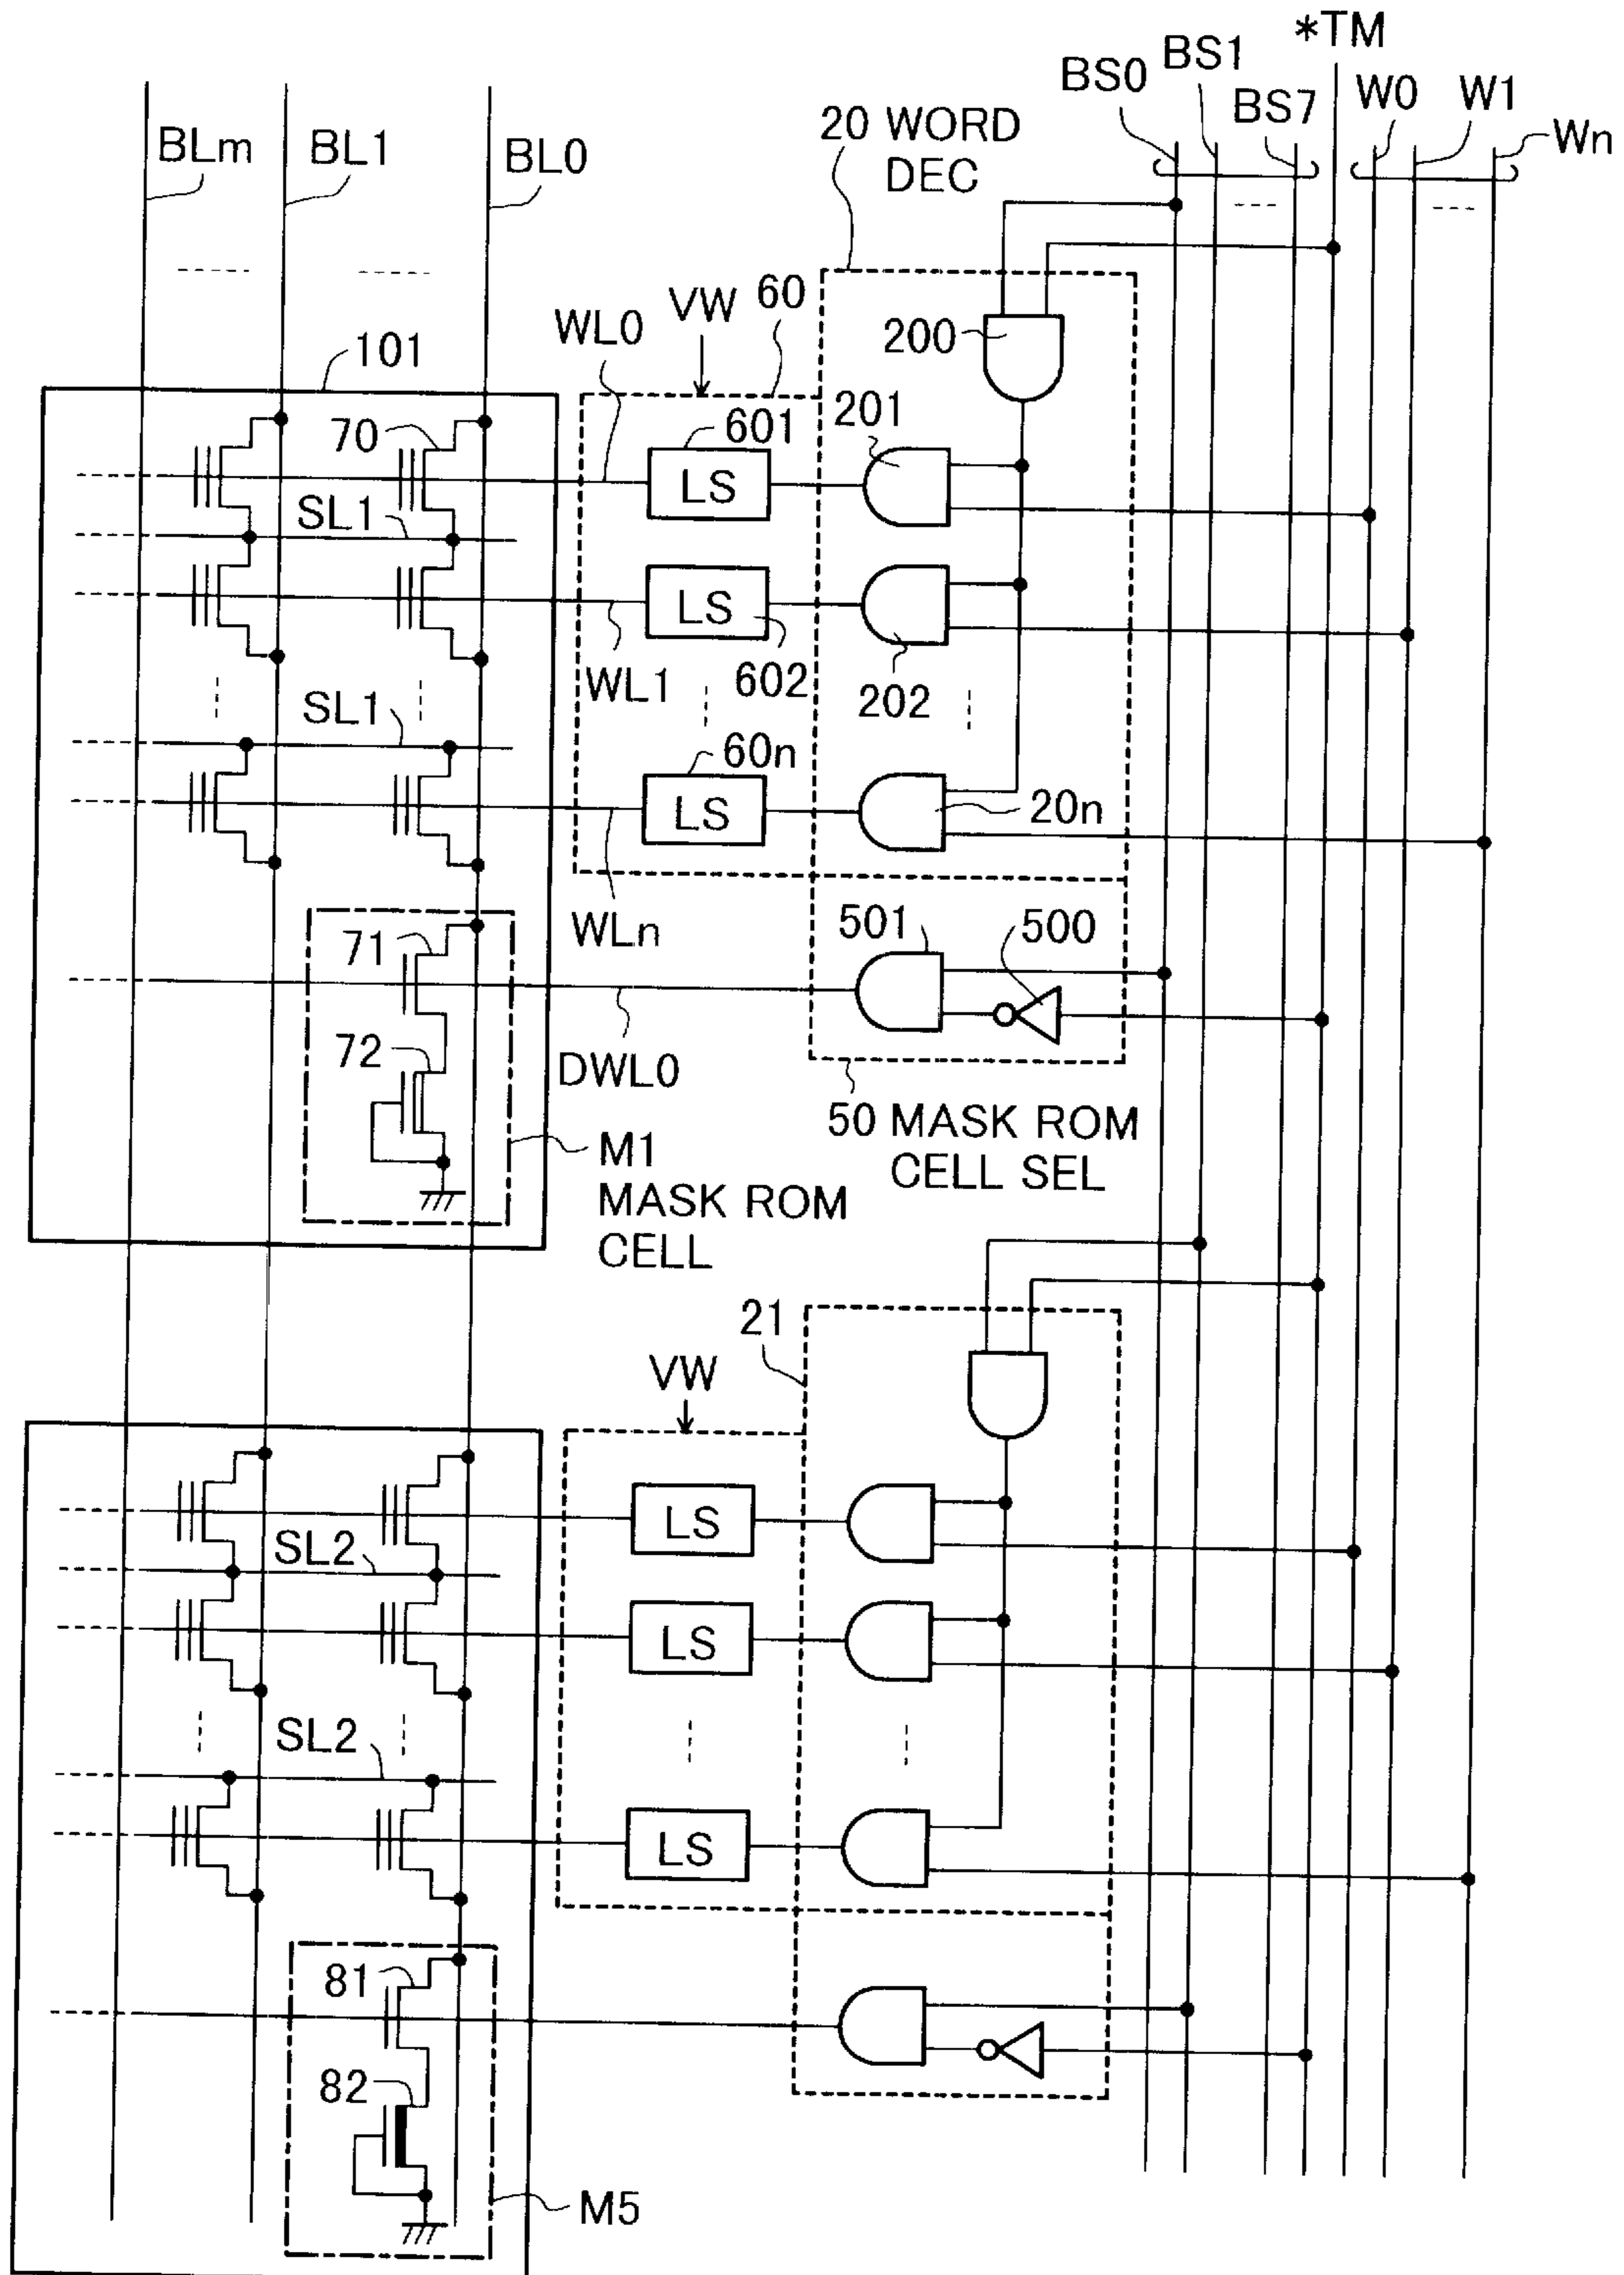 *TM
BS1
BS0
W0
W1
BS7
Wn
20 WORD
DEC
BLm
BL1
BL0
60
VW
WL0
200
101
201
601
70
LS
SL1
LS
WL1
602
202
SL1
60n
LS
20n
WLn
501
500
71
72
DWL0
50 MASK ROM
CELL SEL
M1
MASK ROM
CELL
21
VW
LS
SL2
LS
SL2
LS
81
82
M5